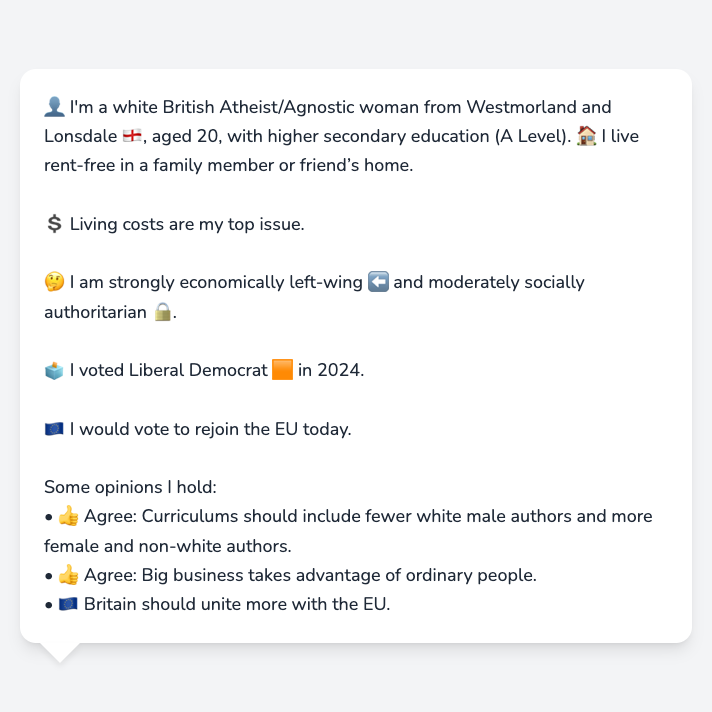 👤 I'm a white British Atheist/Agnostic woman from Westmorland and
Lonsdale 🏴󠁧󠁢󠁥󠁮󠁧󠁿, aged 20, with higher secondary education (A Level). 🏠 I live
rent-free in a family member or friend’s home.
💲 Living costs are my top issue.
🤔 I am strongly economically left-wing ⬅️ and moderately socially
authoritarian 🔒.
🗳️ I voted Liberal Democrat 🟧 in 2024.
🇪🇺 I would vote to rejoin the EU today.
Some opinions I hold:
• 👍 Agree: Curriculums should include fewer white male authors and more
female and non-white authors.
• 👍 Agree: Big business takes advantage of ordinary people.
• 🇪🇺 Britain should unite more with the EU.